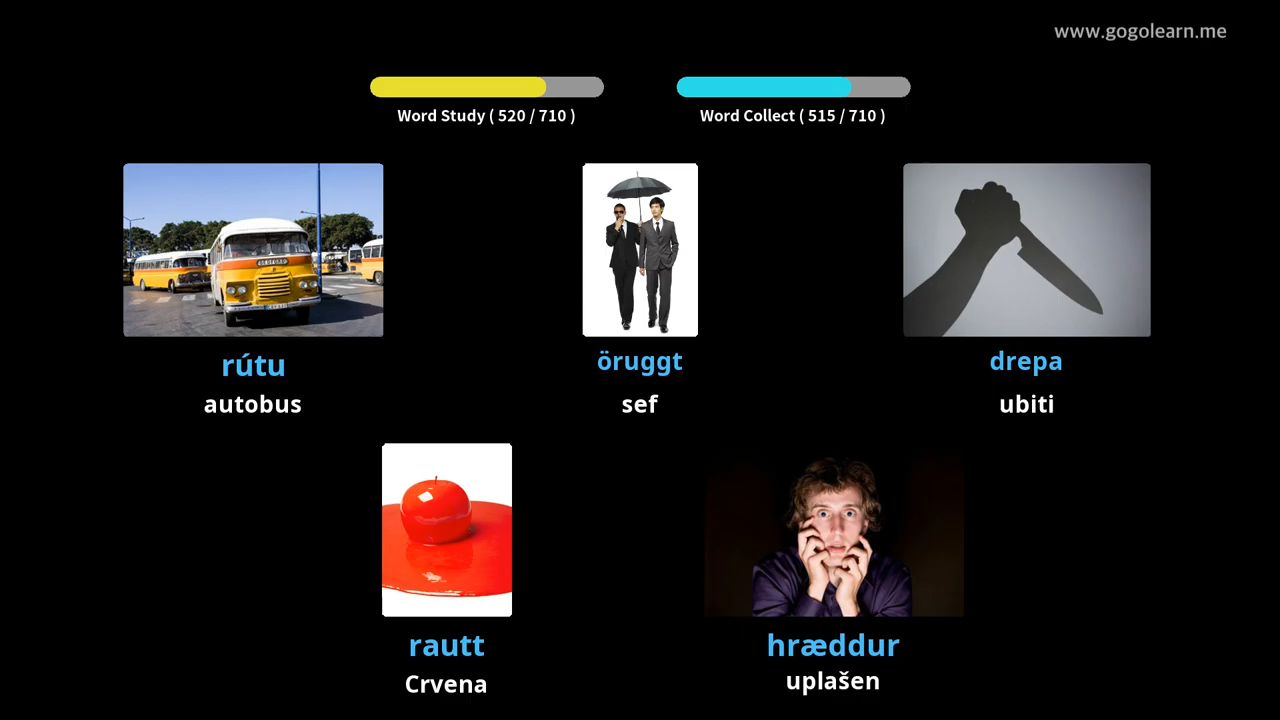 www.gogolearn.me
Word Study ( 520 / 710 )
Word Collect ( 515 / 710 )
rútu
öruggt
drepa
autobus
sef
ubiti
rautt
hræddur
Crvena
uplašen